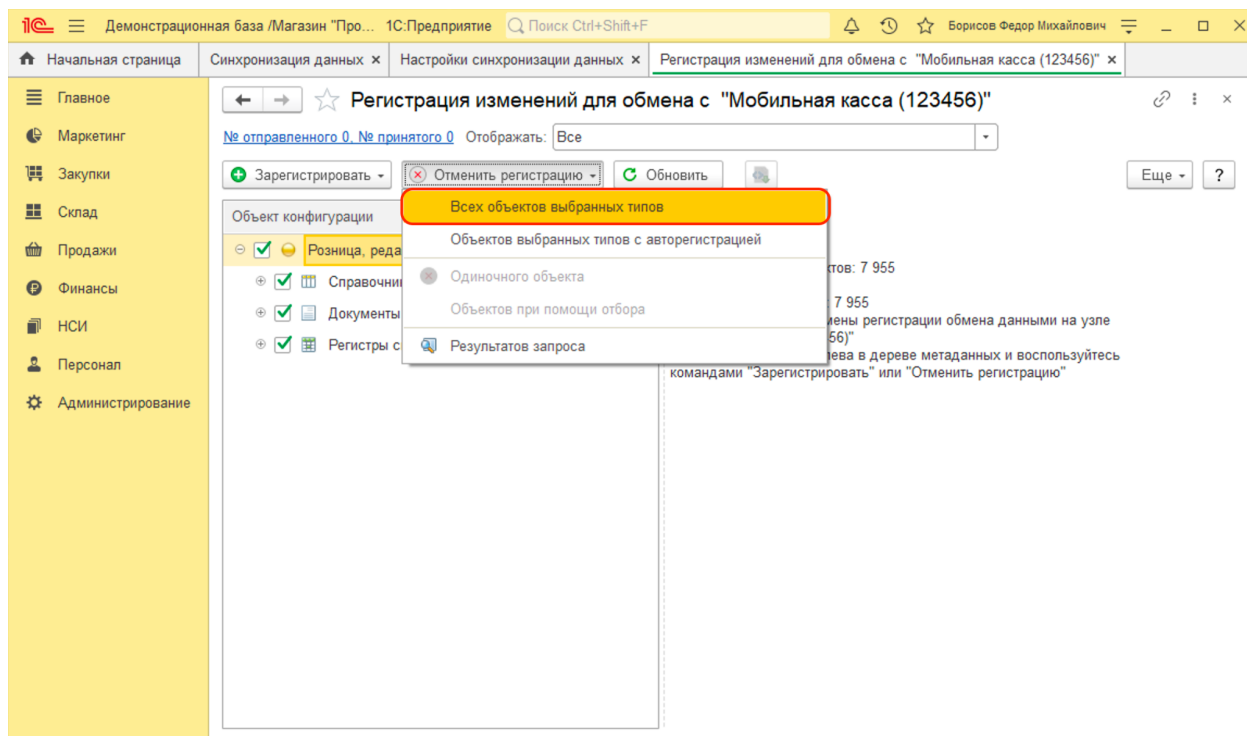 1С Демонстрационная база /Магазин "Про... 1С:Предприятие Поиск Ctrl+Shift+F Борисов Федор Михайлович
Начальная страница Синхронизация данных × Настройки синхронизации данных × Регистрация изменений для обмена с "Мобильная касса (123456)" ×
Главное
Маркетинг
Закупки
Склад
Продажи
Финансы
НСИ
Персонал
Администрирование
Регистрация изменений для обмена с "Мобильная касса (123456)"
№ отправленного 0, № принятого 0 Отображать: Все
Зарегистрировать Отменить регистрацию Обновить Еще ?
Объект конфигурации
Розница, реда
Справочни
Документы
Регистры с
Всех объектов выбранных типов
Объектов выбранных типов с авторегистрацией
Одиночного объекта
Объектов при помощи отбора
Результатов запроса
ктов: 7 955
: 7 955
мены регистрации обмена данными на узле
56)"
лева в дереве метаданных и воспользуйтесь
командами "Зарегистрировать" или "Отменить регистрацию"